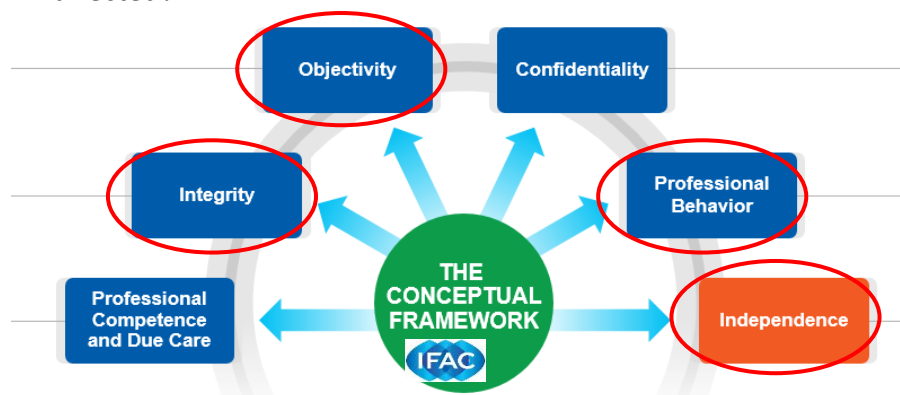 Objectivity
Confidentiality
Integrity
Professional
Behavior
THE
CONCEPTUAL
FRAMEWORK
IFAC
Professional
Competence
and Due Care
Independence